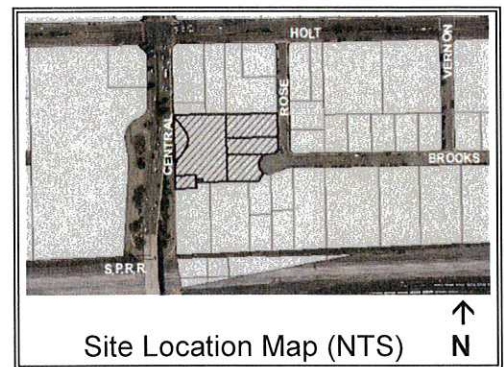 HOLT
VERNON
ROSE
CENTRAL
BROOKS
S.P.R.R
Site Location Map (NTS) N